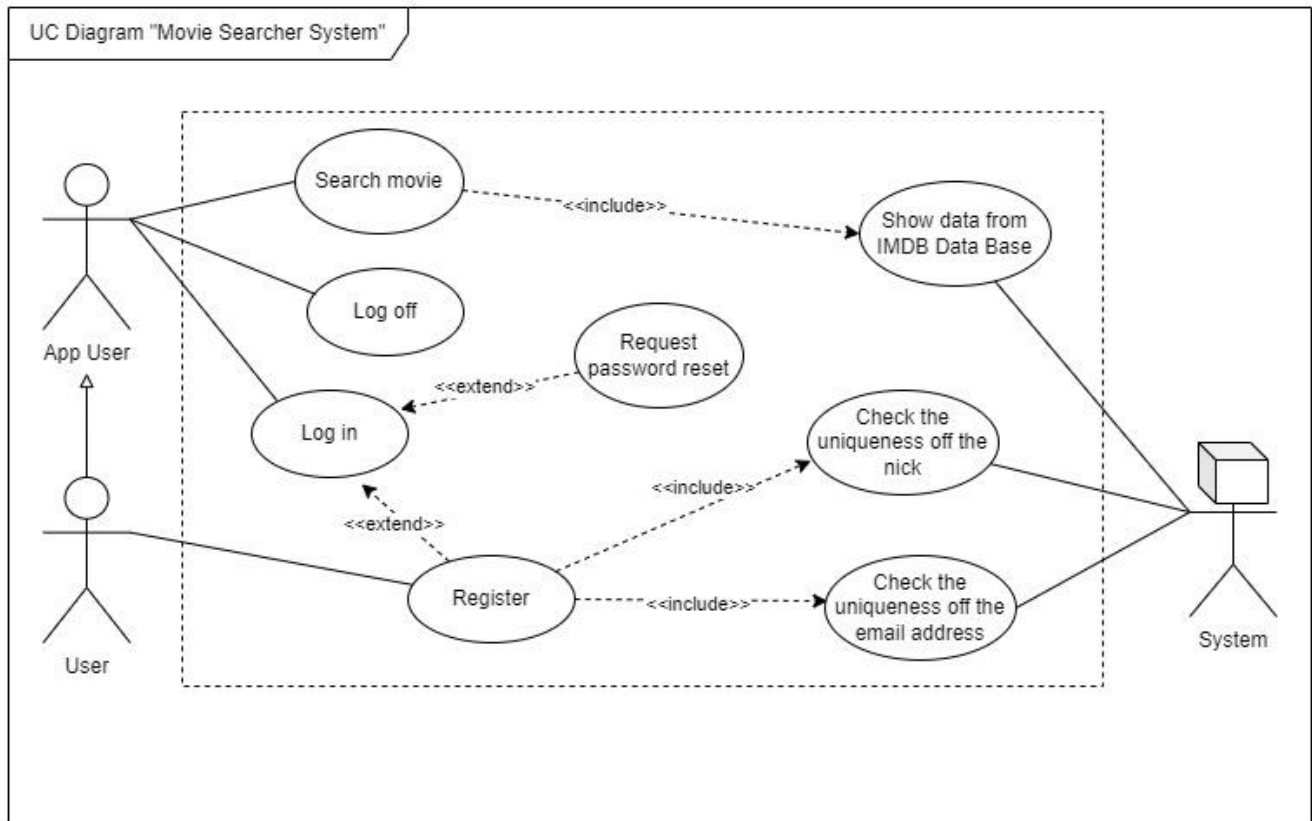 UC Diagram "Movie Searcher System"
Search movie
<<include>>
Show data from
IMDB Data Base
Log off
Request
password reset
App User
<<extend>>
Log in
Check the
uniqueness off the
nick
<<include>>
<<extend>>
Register
<<include>>
Check the
uniqueness off the
email address
User
System